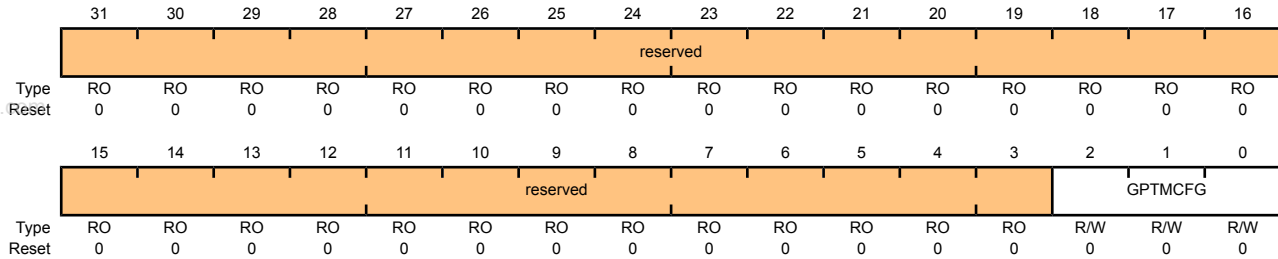 31 30 29 28 27 26 25 24 23 22 21 20 19 18 17 16
reserved
Type RO RO RO RO RO RO RO RO RO RO RO RO RO RO RO RO
Reset 0 0 0 0 0 0 0 0 0 0 0 0 0 0 0 0
15 14 13 12 11 10 9 8 7 6 5 4 3 2 1 0
reserved GPTMCFG
Type RO RO RO RO RO RO RO RO RO RO RO RO RO R/W R/W R/W
Reset 0 0 0 0 0 0 0 0 0 0 0 0 0 0 0 0